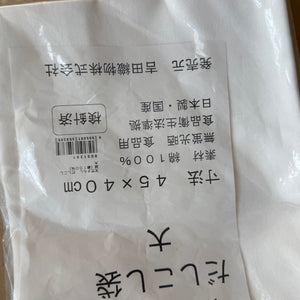 だしこし袋
大
寸法 45×40cm
素材 綿100%
無蛍光晒 食品用
食品衛生法準拠
日本製・国産
検針済
発売元 吉田織物株式会社